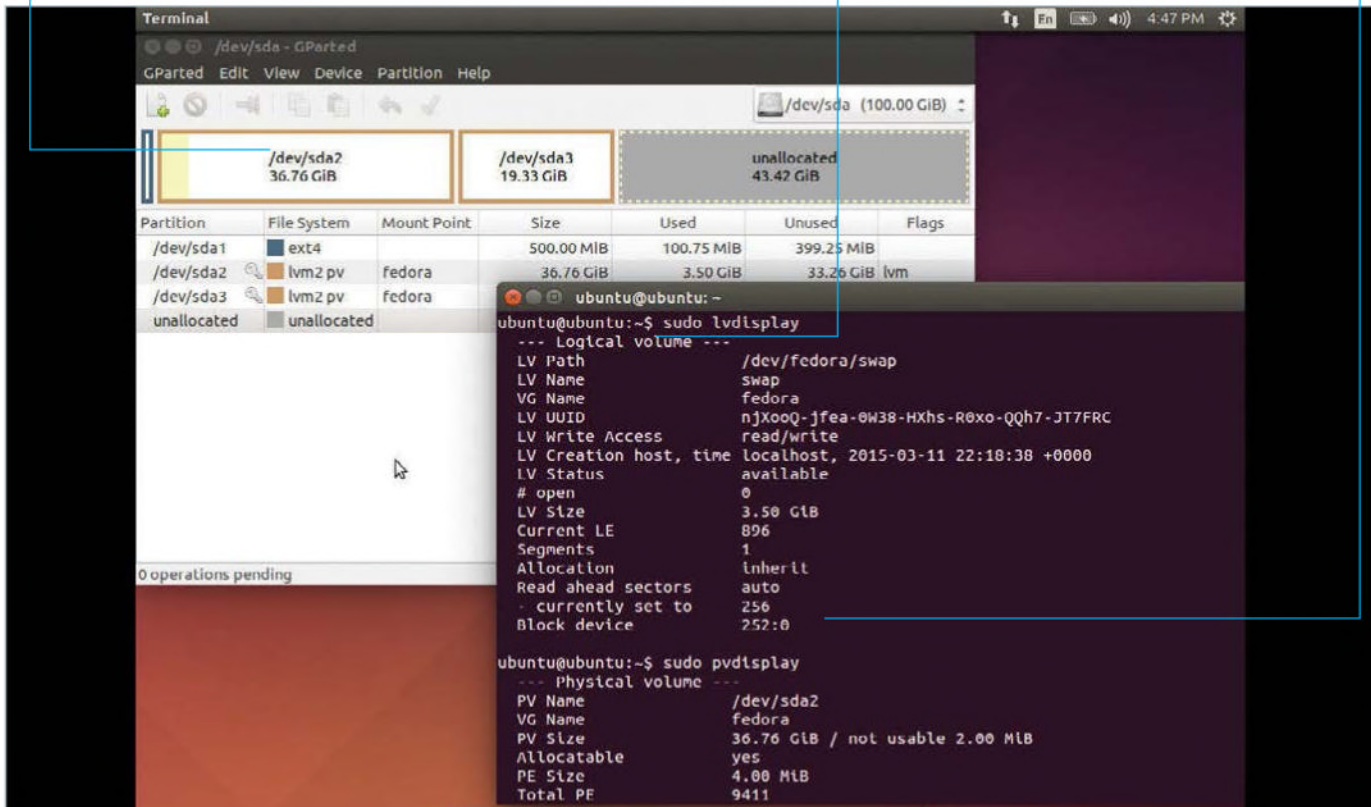 Terminal
En 4:47 PM
/dev/sda - GParted
GParted Edit View Device Partition Help
/dev/sda (100.00 GiB)
/dev/sda2
36.76 GiB
/dev/sda3
19.33 GiB
unallocated
43.42 GiB
Partition File System Mount Point Size Used Unused Flags
/dev/sda1 ext4 500.00 MiB 100.75 MiB 399.25 MiB
/dev/sda2 lvm2 pv fedora 36.76 GiB 3.50 GiB 33.26 GiB lvm
/dev/sda3 lvm2 pv fedora
unallocated unallocated
0 operations pending
ubuntu@ubuntu: ~
ubuntu@ubuntu:~$ sudo lvdisplay
--- Logical volume ---
LV Path /dev/fedora/swap
LV Name swap
VG Name fedora
LV UUID njXooQ-jfea-0W38-HXhs-R0xo-QQh7-JT7FRC
LV Write Access read/write
LV Creation host, time localhost, 2015-03-11 22:18:38 +0000
LV Status available
# open 0
LV Size 3.50 GiB
Current LE 896
Segments 1
Allocation inherit
Read ahead sectors auto
- currently set to 256
Block device 252:0
ubuntu@ubuntu:~$ sudo pvdisplay
--- Physical volume ---
PV Name /dev/sda2
VG Name fedora
PV Size 36.76 GiB / not usable 2.00 MiB
Allocatable yes
PE Size 4.00 MiB
Total PE 9411